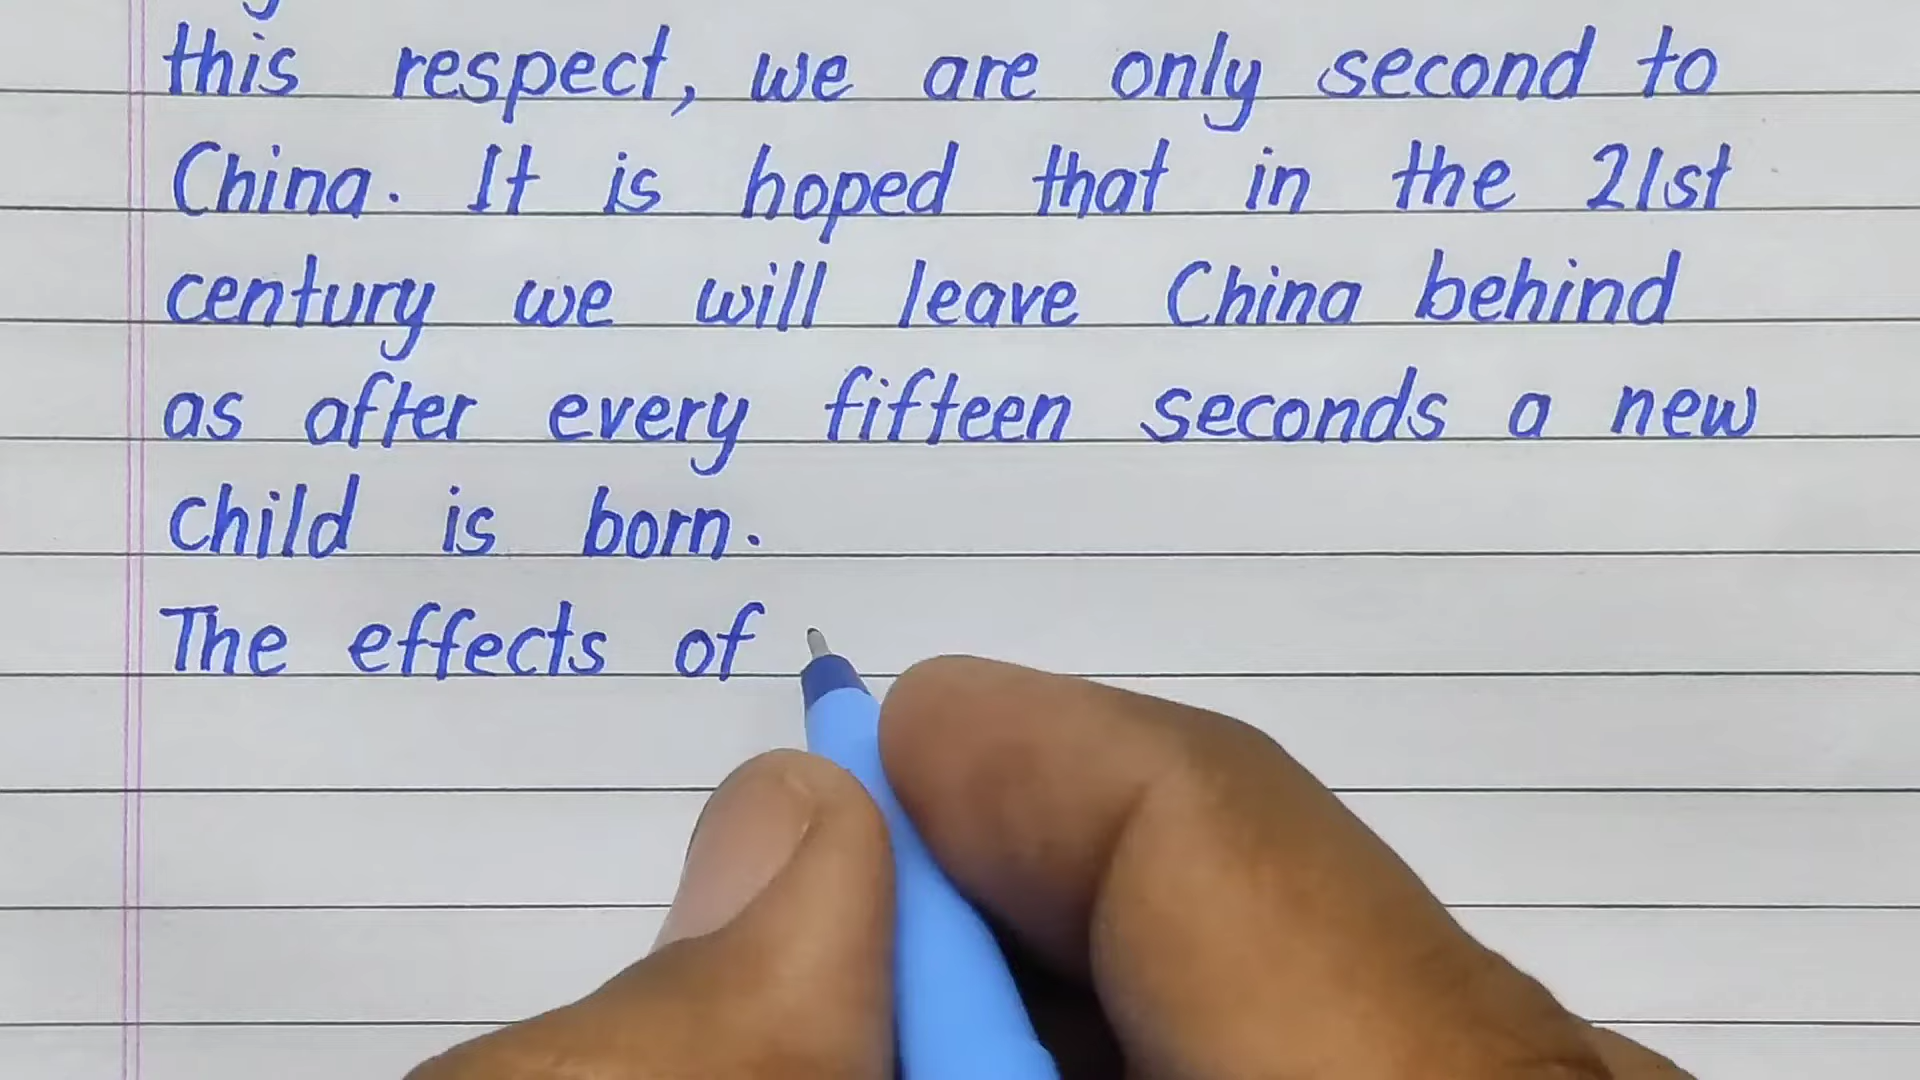 this respect, we are only second to
China. It is hoped that in the 21st
century we will leave China behind
as after every fifteen seconds a new
child is born.
The effects of